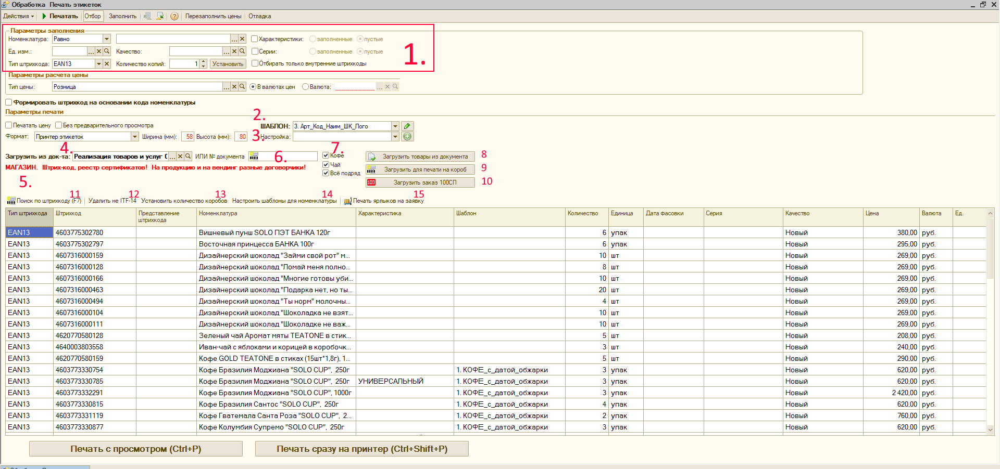 Обработка Печать этикеток
Действия Печатать Отбор Заполнить Перезаполнить цены Отладка
Параметры заполнения
Номенклатура: Равно Характеристики: заполненные пустые
Ед. изм.: Качество: Серии: заполненные пустые
1.
Тип штрихкода: EAN13 Количество копий: 1 Установить Отбирать только внутренние штрихкоды
Параметры расчета цены
Тип цены: Розница В валютах цен Валюта:
Формировать штрихкод на основании кода номенклатуры
Параметры печати
2.
Печатать цену Без предварительного просмотра ШАБЛОН: 3. Арт_Код_Наим_ШК_Лого
Формат: Принтер этикеток Ширина (мм): 58 Высота (мм): 80 3. Настройка:
4. 7.
Загрузить из док-та: Реализация товаров и услуг ( ИЛИ № документа 6. Кофе Загрузить товары из документа 8
МАГАЗИН. Штрих-код, реестр сертификатов! На продукцию и на вендинг разные договорчики! Чай Загрузить для печати на короб 9
Всё подряд
5. 100 Загрузить заказ 100СП 10
11 12 13 14 15
Поиск по штрихкоду (F7) Удалить не ITF-14 Установить количество коробов Настроить шаблоны для номенклатуры Печать ярлыков на заявку
Тип штрихкода Штрихкод Представление штрихкода Номенклатура Характеристика Шаблон Количество Единица Дата фасовки Серия Качество Цена Валюта Ед.
EAN13 4603775302780 Вишневый пунш SOLO ПЭТ БАНКА 120г 6 упак Новый 380,00 руб.
EAN13 4603775302797 Восточная принцесса БАНКА 100г 6 упак Новый 295,00 руб.
EAN13 4607316000159 Дизайнерский шоколад "Займи свой рот" м... 10 шт Новый 269,00 руб.
EAN13 4607316000128 Дизайнерский шоколад "Ломай меня полно... 8 шт Новый 269,00 руб.
EAN13 4607316000166 Дизайнерский шоколад "Многие готовы уби... 10 шт Новый 269,00 руб.
EAN13 4607316000463 Дизайнерский шоколад "Подарка нет, но ты... 20 шт Новый 269,00 руб.
EAN13 4607316000494 Дизайнерский шоколад "Ты норм" молочны... 4 шт Новый 269,00 руб.
EAN13 4607316000104 Дизайнерский шоколад "Шоколадка не взят... 10 шт Новый 269,00 руб.
EAN13 4607316000111 Дизайнерский шоколад "Шоколадке не важ... 10 шт Новый 269,00 руб.
EAN13 4620770580128 Зеленый чай Аромат мяты TEATONE в стик... 5 шт Новый 208,00 руб.
EAN13 4640003803558 Иван-чай с яблоками и корицей в коробочк... 3 шт Новый 240,00 руб.
EAN13 4620770580159 Кофе GOLD TEATONE в стиках (15шт*1,8г), 1... 5 шт Новый 290,00 руб.
EAN13 4603773330754 Кофе Бразилия Моджиана "SOLO CUP", 250г 1. КОФЕ_с_датой_обжарки 3 упак Новый 620,00 руб.
EAN13 4603773330785 Кофе Бразилия Моджиана "SOLO CUP", 250г УНИВЕРСАЛЬНЫЙ 1. КОФЕ_с_датой_обжарки 3 упак Новый 620,00 руб.
EAN13 4603773332291 Кофе Бразилия Моджиана "SOLO CUP", 1000г 1. КОФЕ_с_датой_обжарки 3 упак Новый 2 420,00 руб.
EAN13 4603773330815 Кофе Бразилия Сантос "SOLO CUP", 250г 1. КОФЕ_с_датой_обжарки 4 упак Новый 620,00 руб.
EAN13 4603773331119 Кофе Гватемала Санта Роза "SOLO CUP", 2... 1. КОФЕ_с_датой_обжарки 2 упак Новый 760,00 руб.
EAN13 4603773330877 Кофе Колумбия Супремо "SOLO CUP", 250г 1. КОФЕ_с_датой_обжарки 3 упак Новый 620,00 руб.
Печать с просмотром (Ctrl+P) Печать сразу на принтер (Ctrl+Shift+P)